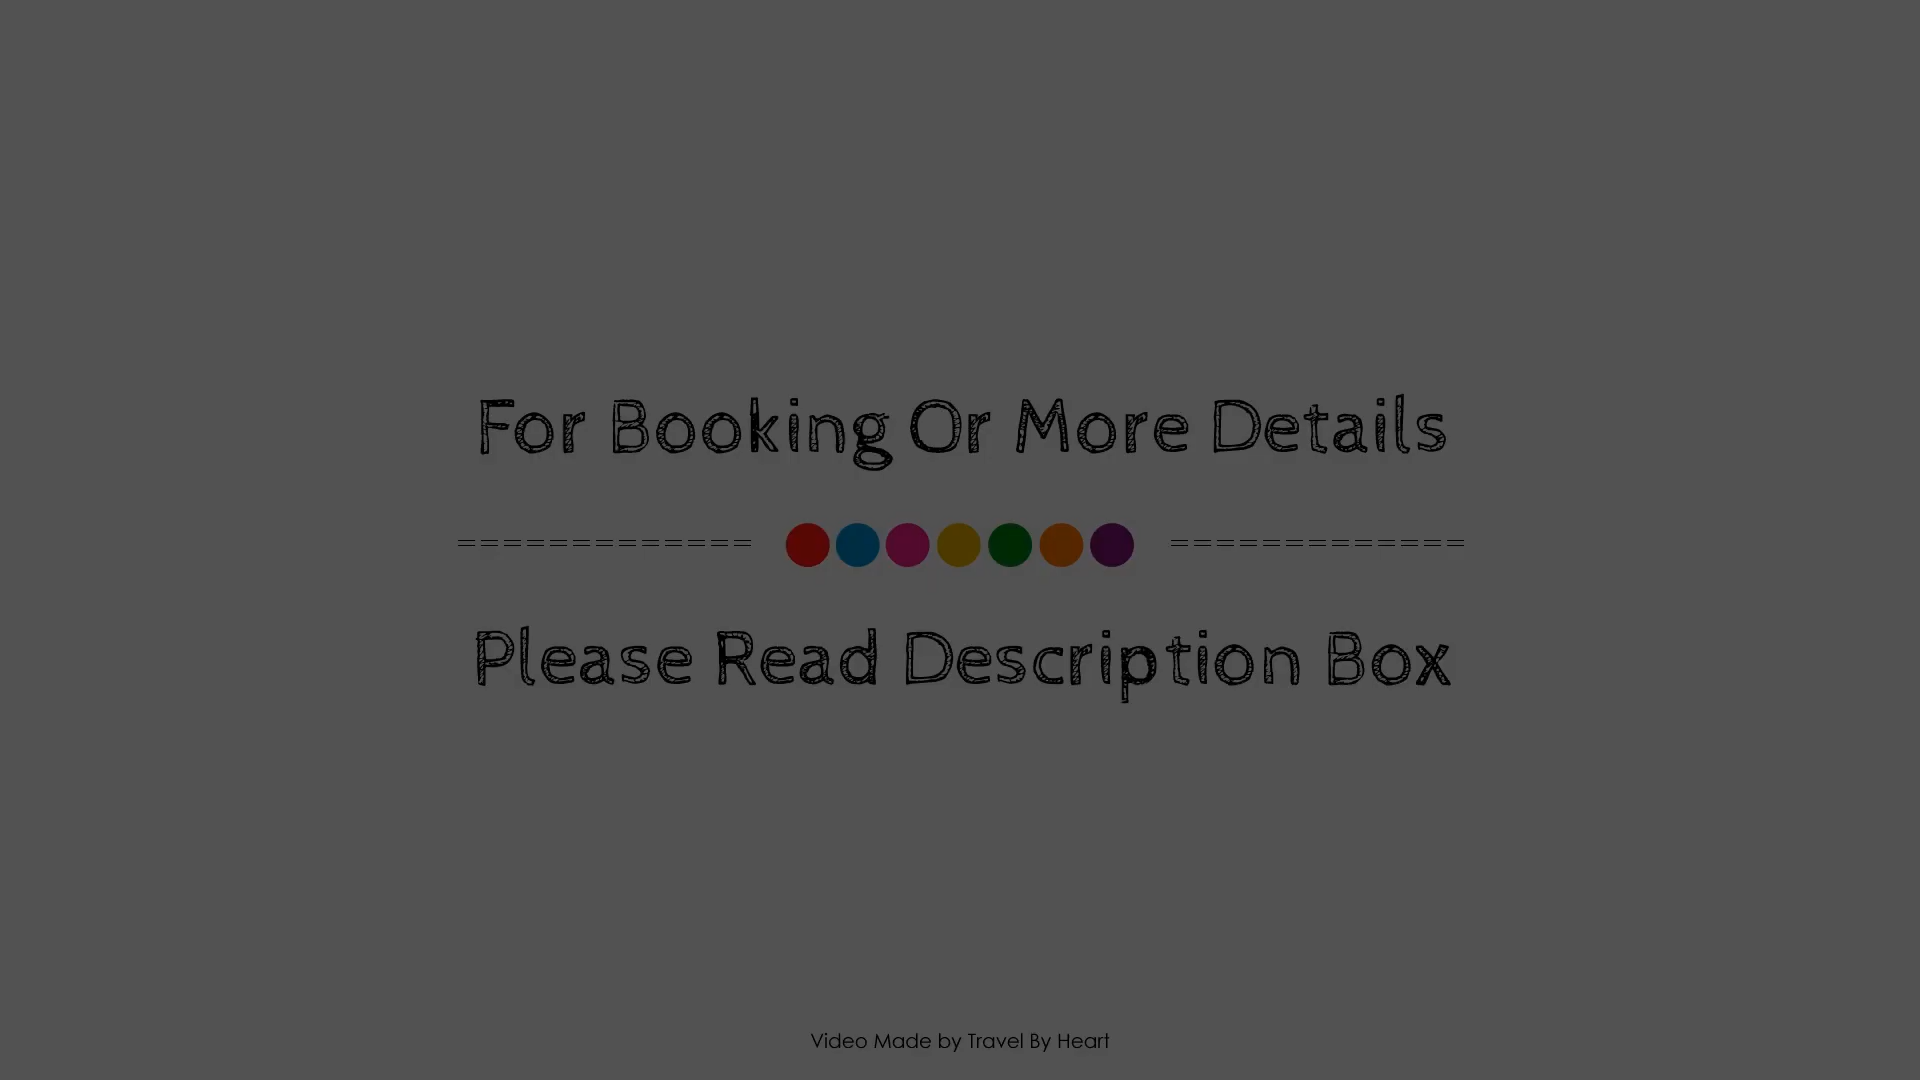 For Booking Or More Details
============= =============
Please Read Description Box
Video Made by Travel By Heart